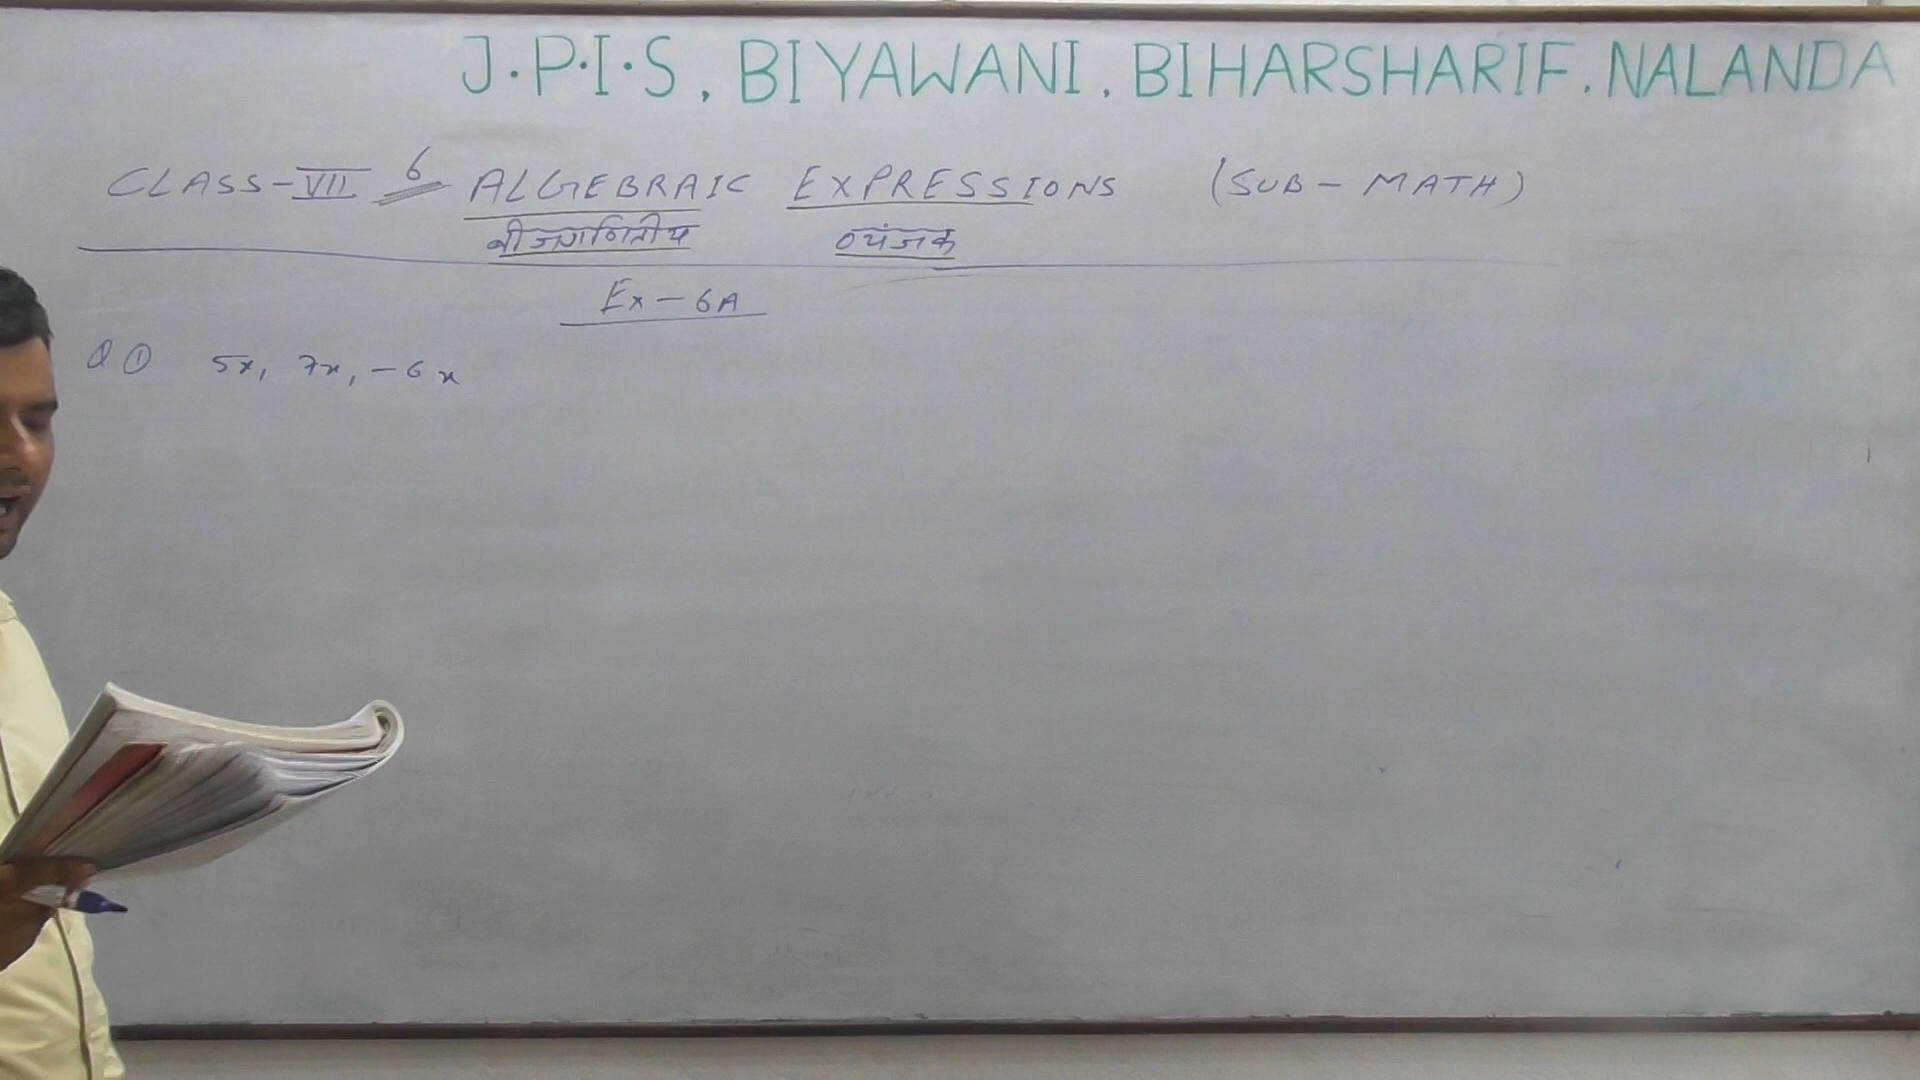 J.P.I.S, BIYAWANI, BIHARSHARIF, NALANDA
CLASS-VII 6 ALGEBRAIC EXPRESSIONS (SUB-MATH)
बीजगणितीय व्यंजक
Ex-6A
Q① 5x, 7x, -6x